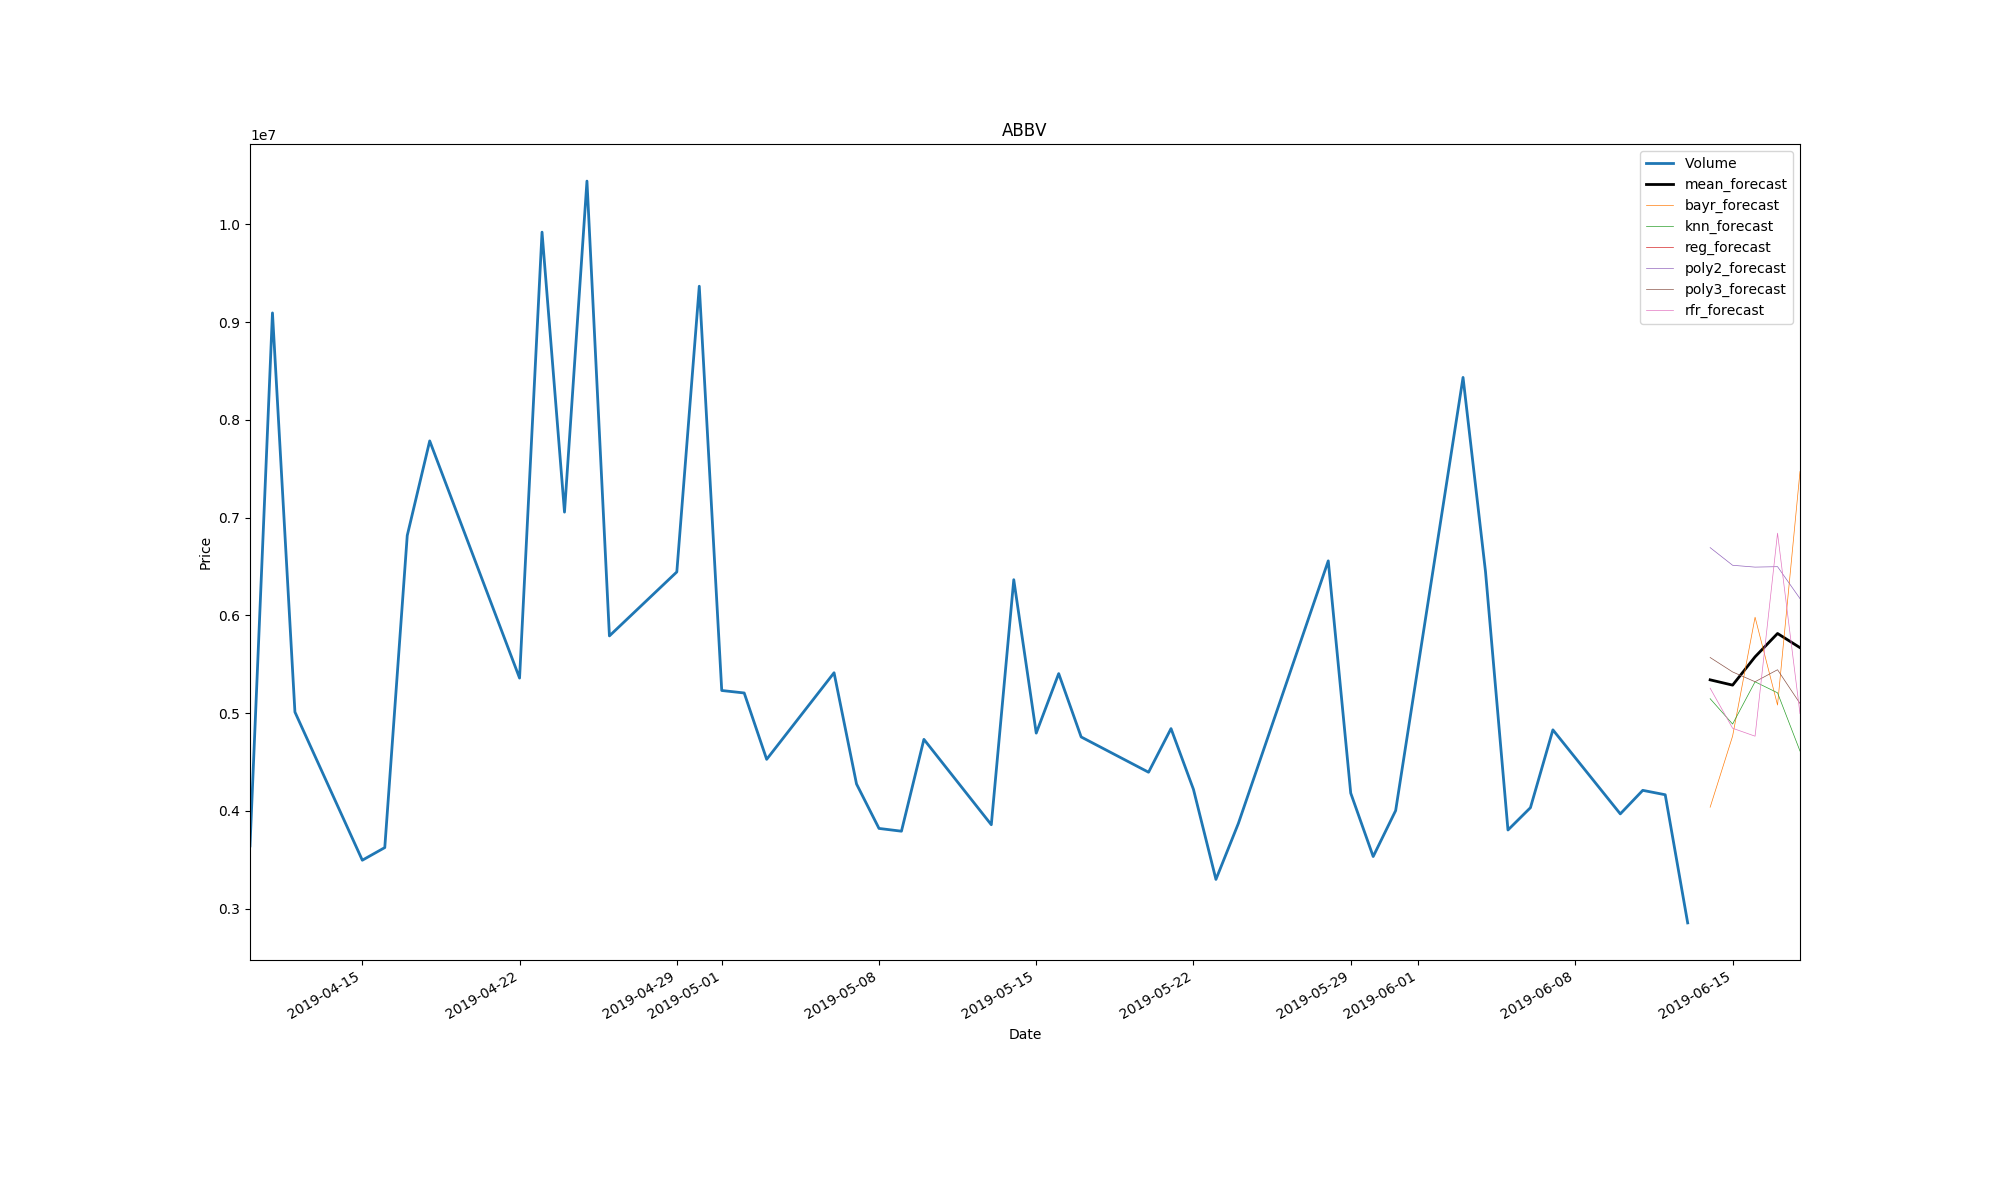 ABBV
1e7
Volume
mean_forecast
bayr_forecast
knn_forecast
reg_forecast
poly2_forecast
poly3_forecast
rfr_forecast
1.0
0.9
0.8
0.7
0.6
0.5
0.4
0.3
Price
2019-04-15
2019-04-22
2019-04-29
2019-05-01
2019-05-08
2019-05-15
2019-05-22
2019-05-29
2019-06-01
2019-06-08
2019-06-15
Date